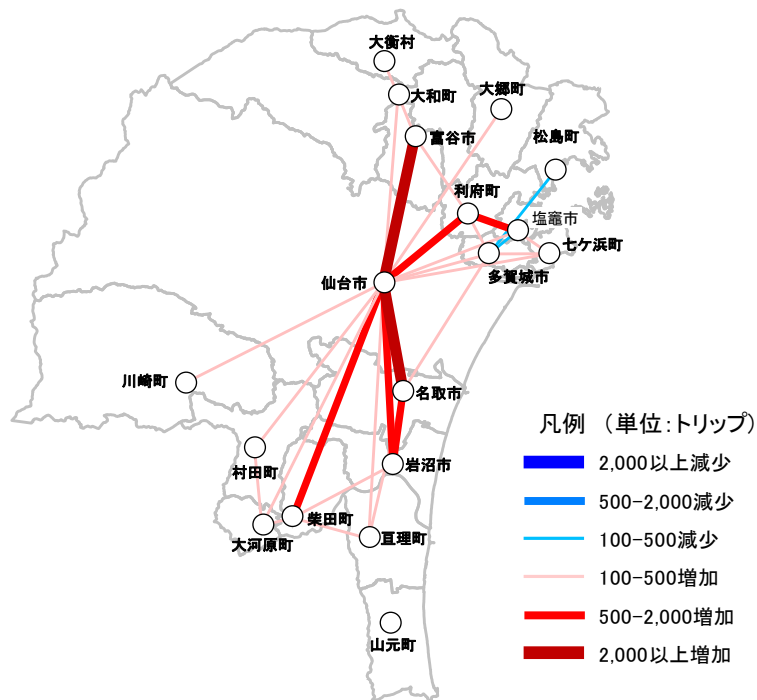 大衡村
大和町
大郷町
富谷市
松島町
利府町
塩竈市
七ケ浜町
多賀城市
仙台市
川崎町
名取市
村田町
岩沼市
柴田町
大河原町
亘理町
山元町
凡例 (単位:トリップ)
2,000以上減少
500-2,000減少
100-500減少
100-500増加
500-2,000増加
2,000以上増加